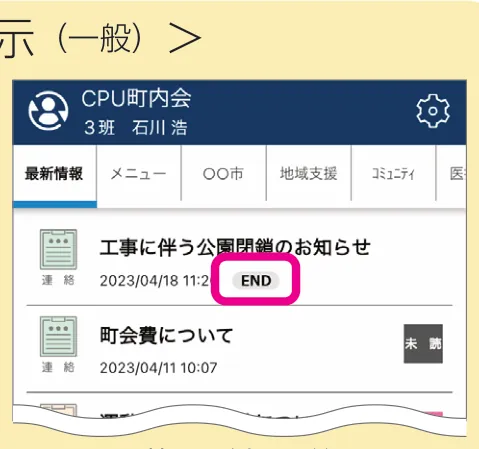 示（一般）＞
CPU町内会
３班　石川 浩
最新情報 メニュー 〇〇市 地域支援 ｺﾐｭﾆﾃｨ
工事に伴う公園閉鎖のお知らせ
連 絡 2023/04/18 11:2 END
町会費について
未 読
連 絡 2023/04/11 10:07